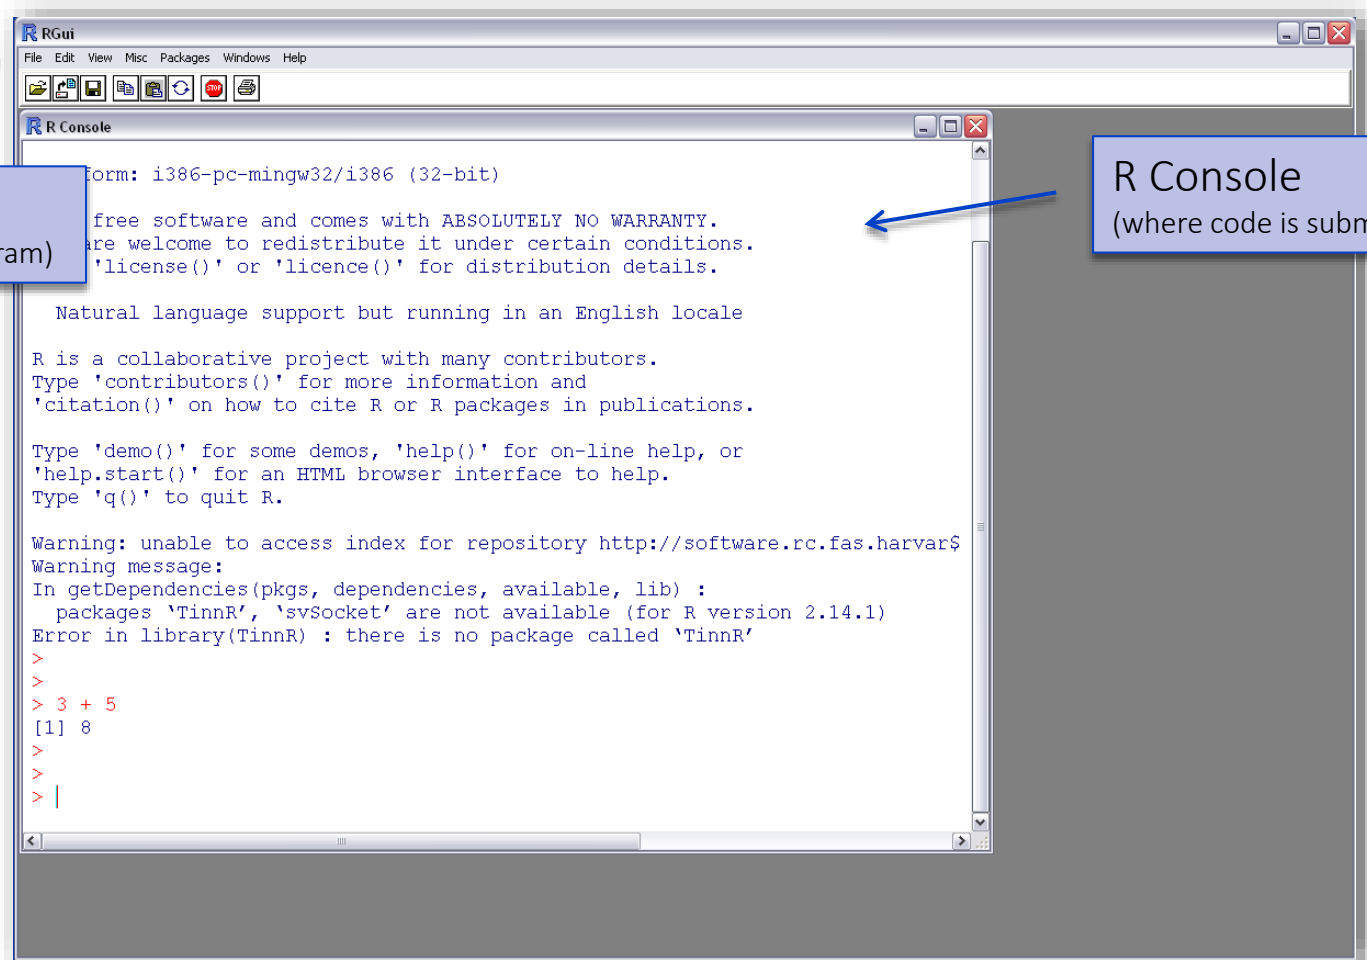 RGui
File Edit View Misc Packages Windows Help
STOP
R Console
form: i386-pc-mingw32/i386 (32-bit)
free software and comes with ABSOLUTELY NO WARRANTY.
are welcome to redistribute it under certain conditions.
'license()' or 'licence()' for distribution details.
Natural language support but running in an English locale
R is a collaborative project with many contributors.
Type 'contributors()' for more information and
'citation()' on how to cite R or R packages in publications.
Type 'demo()' for some demos, 'help()' for on-line help, or
'help.start()' for an HTML browser interface to help.
Type 'q()' to quit R.
Warning: unable to access index for repository http://software.rc.fas.harvar$
Warning message:
In getDependencies(pkgs, dependencies, available, lib) :
packages ‘TinnR’, ‘svSocket’ are not available (for R version 2.14.1)
Error in library(TinnR) : there is no package called ‘TinnR’
>
>
> 3 + 5
[1] 8
>
>
>
ram)
R Console
(where code is subm